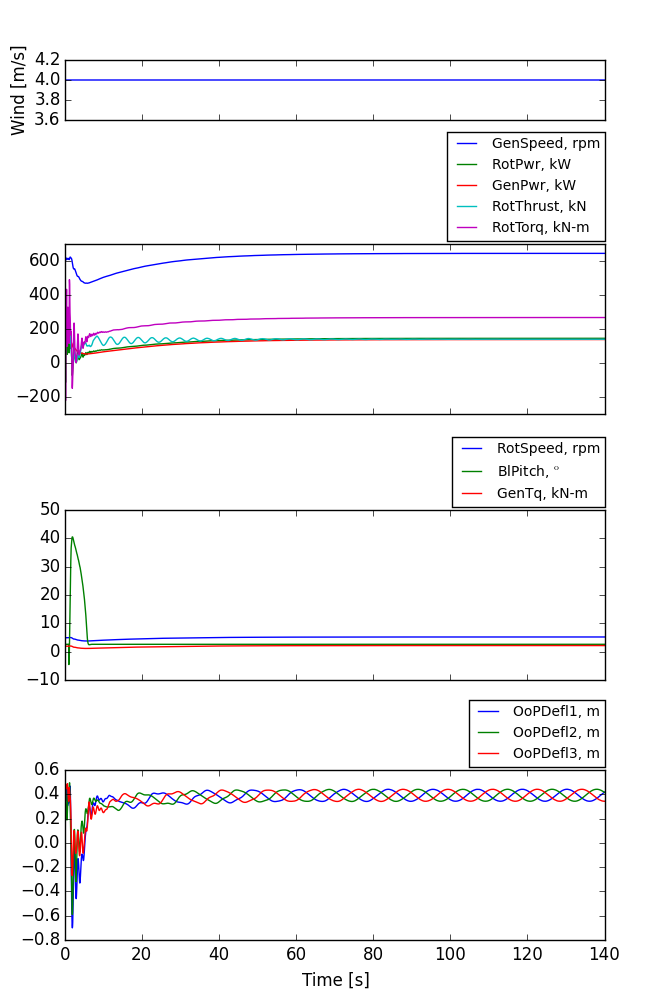 Wind [m/s]
4.2
4.0
3.8
3.6
GenSpeed, rpm
RotPwr, kW
GenPwr, kW
RotThrust, kN
RotTorq, kN-m
600
400
200
0
−200
RotSpeed, rpm
BlPitch, °
GenTq, kN-m
50
40
30
20
10
0
−10
OoPDefl1, m
OoPDefl2, m
OoPDefl3, m
0.6
0.4
0.2
0.0
−0.2
−0.4
−0.6
−0.8
0 20 40 60 80 100 120 140
Time [s]